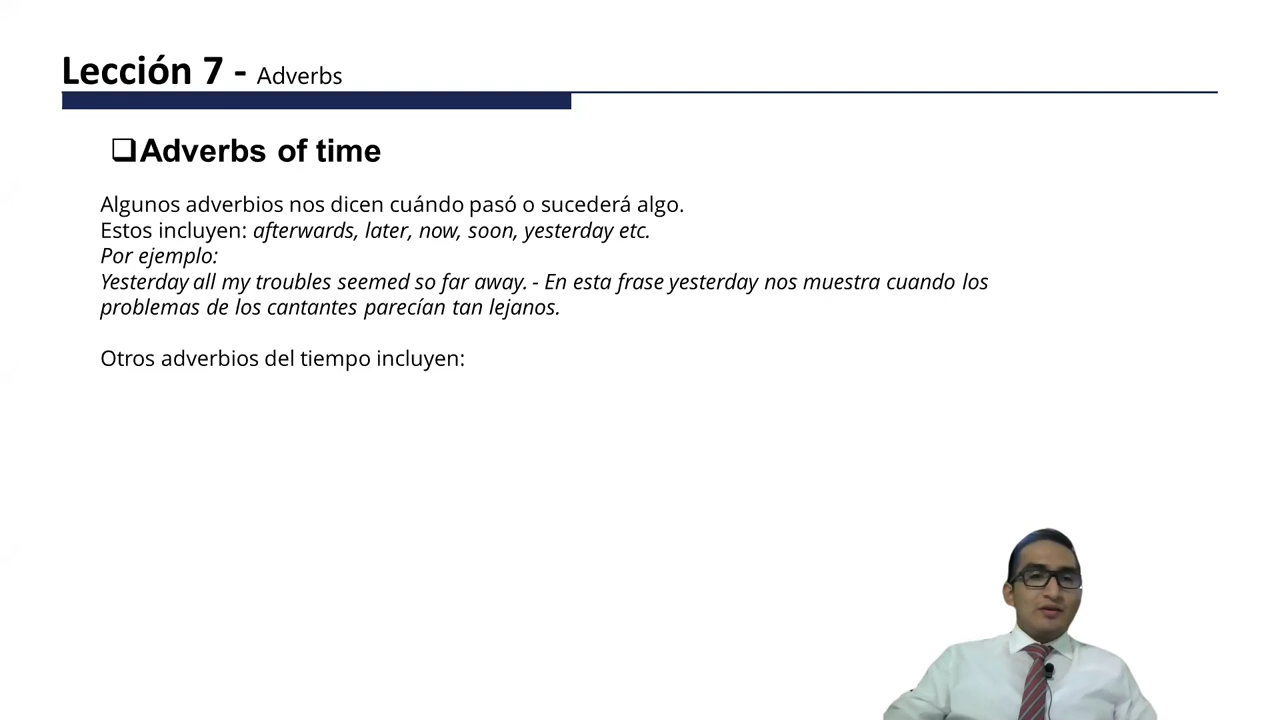 Lección 7 - Adverbs
❑Adverbs of time
Algunos adverbios nos dicen cuándo pasó o sucederá algo.
Estos incluyen: afterwards, later, now, soon, yesterday etc.
Por ejemplo:
Yesterday all my troubles seemed so far away. - En esta frase yesterday nos muestra cuando los
problemas de los cantantes parecían tan lejanos.
Otros adverbios del tiempo incluyen: